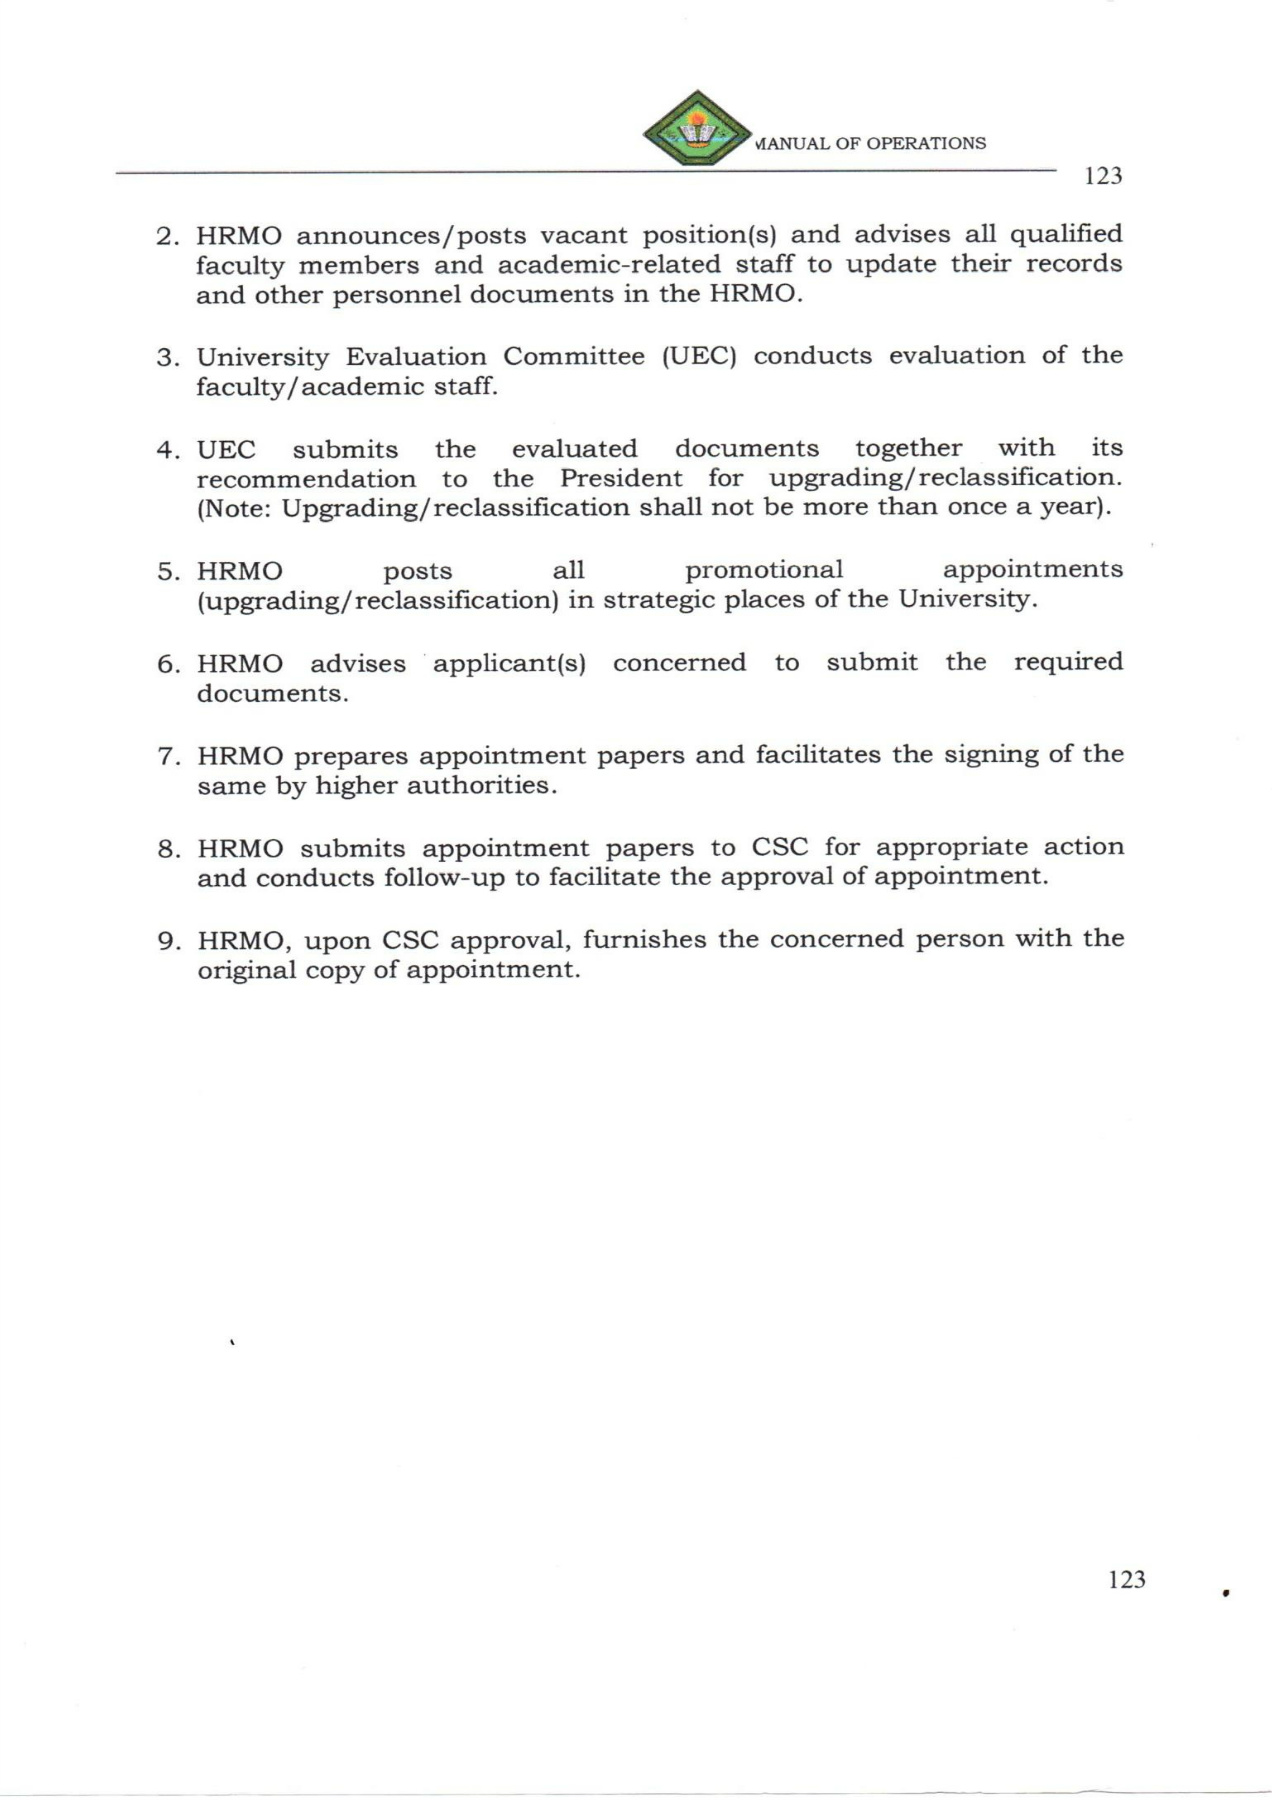 MANUAL OF OPERATIONS
123
2. HRMO announces/posts vacant position(s) and advises all qualified
faculty members and academic-related staff to update their records
and other personnel documents in the HRMO.
3. University Evaluation Committee (UEC) conducts evaluation of the
faculty/academic staff.
4. UEC submits the evaluated documents together with its
recommendation to the President for upgrading/reclassification.
(Note: Upgrading/reclassification shall not be more than once a year).
5. HRMO posts all promotional appointments
(upgrading/reclassification) in strategic places of the University.
6. HRMO advises applicant(s) concerned to submit the required
documents.
7. HRMO prepares appointment papers and facilitates the signing of the
same by higher authorities.
8. HRMO submits appointment papers to CSC for appropriate action
and conducts follow-up to facilitate the approval of appointment.
9. HRMO, upon CSC approval, furnishes the concerned person with the
original copy of appointment.
123